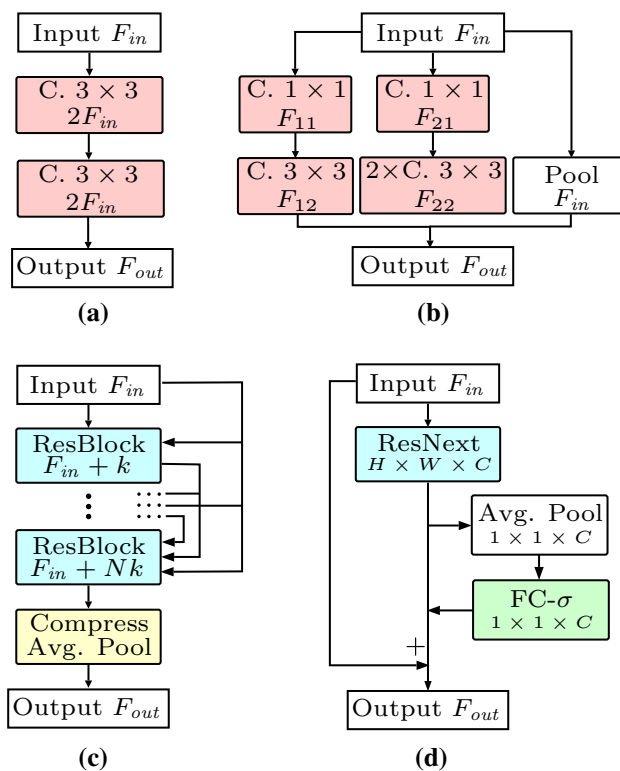 Input F_in
C. 3 × 3
2F_in
C. 3 × 3
2F_in
Output F_out
(a)
Input F_in
C. 1 × 1
F_11
C. 1 × 1
F_21
C. 3 × 3
F_12
2×C. 3 × 3
F_22
Pool
F_in
Output F_out
(b)
Input F_in
ResBlock
F_in + k
ResBlock
F_in + Nk
Compress
Avg. Pool
Output F_out
(c)
Input F_in
ResNext
H × W × C
Avg. Pool
1 × 1 × C
FC-σ
1 × 1 × C
+
Output F_out
(d)